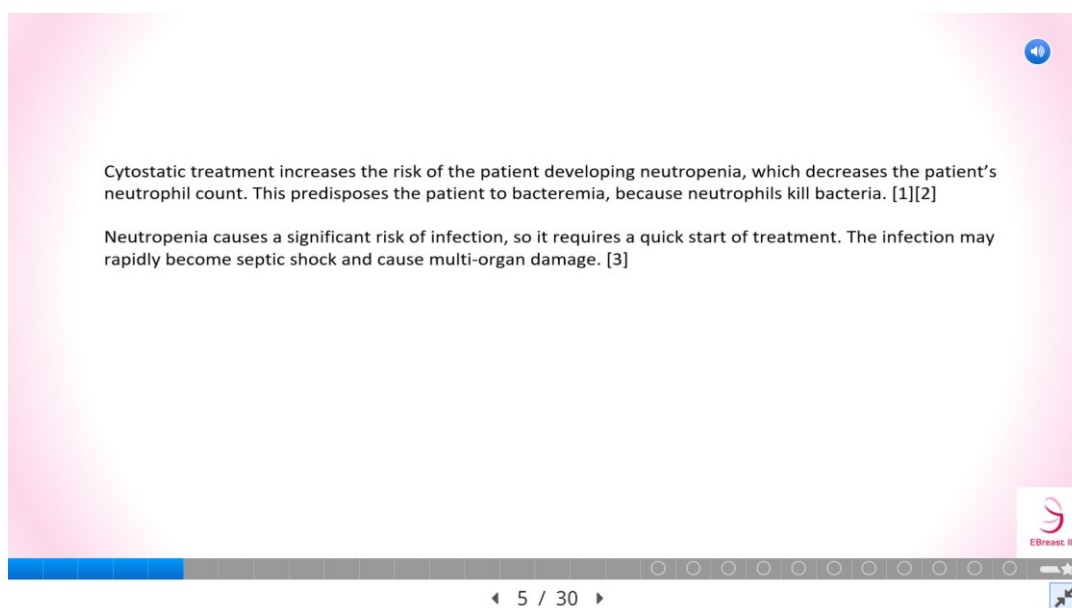 Cytostatic treatment increases the risk of the patient developing neutropenia, which decreases the patient’s
neutrophil count. This predisposes the patient to bacteremia, because neutrophils kill bacteria. [1][2]
Neutropenia causes a significant risk of infection, so it requires a quick start of treatment. The infection may
rapidly become septic shock and cause multi-organ damage. [3]
EBreast II
5 / 30